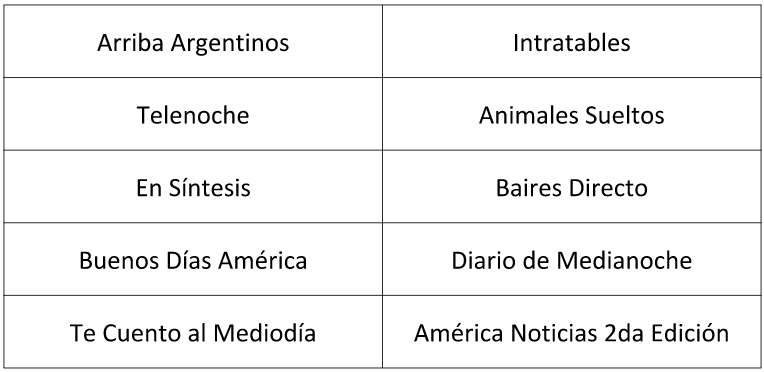 Arriba Argentinos Intratables
Telenoche Animales Sueltos
En Síntesis Baires Directo
Buenos Días América Diario de Medianoche
Te Cuento al Mediodía América Noticias 2da Edición